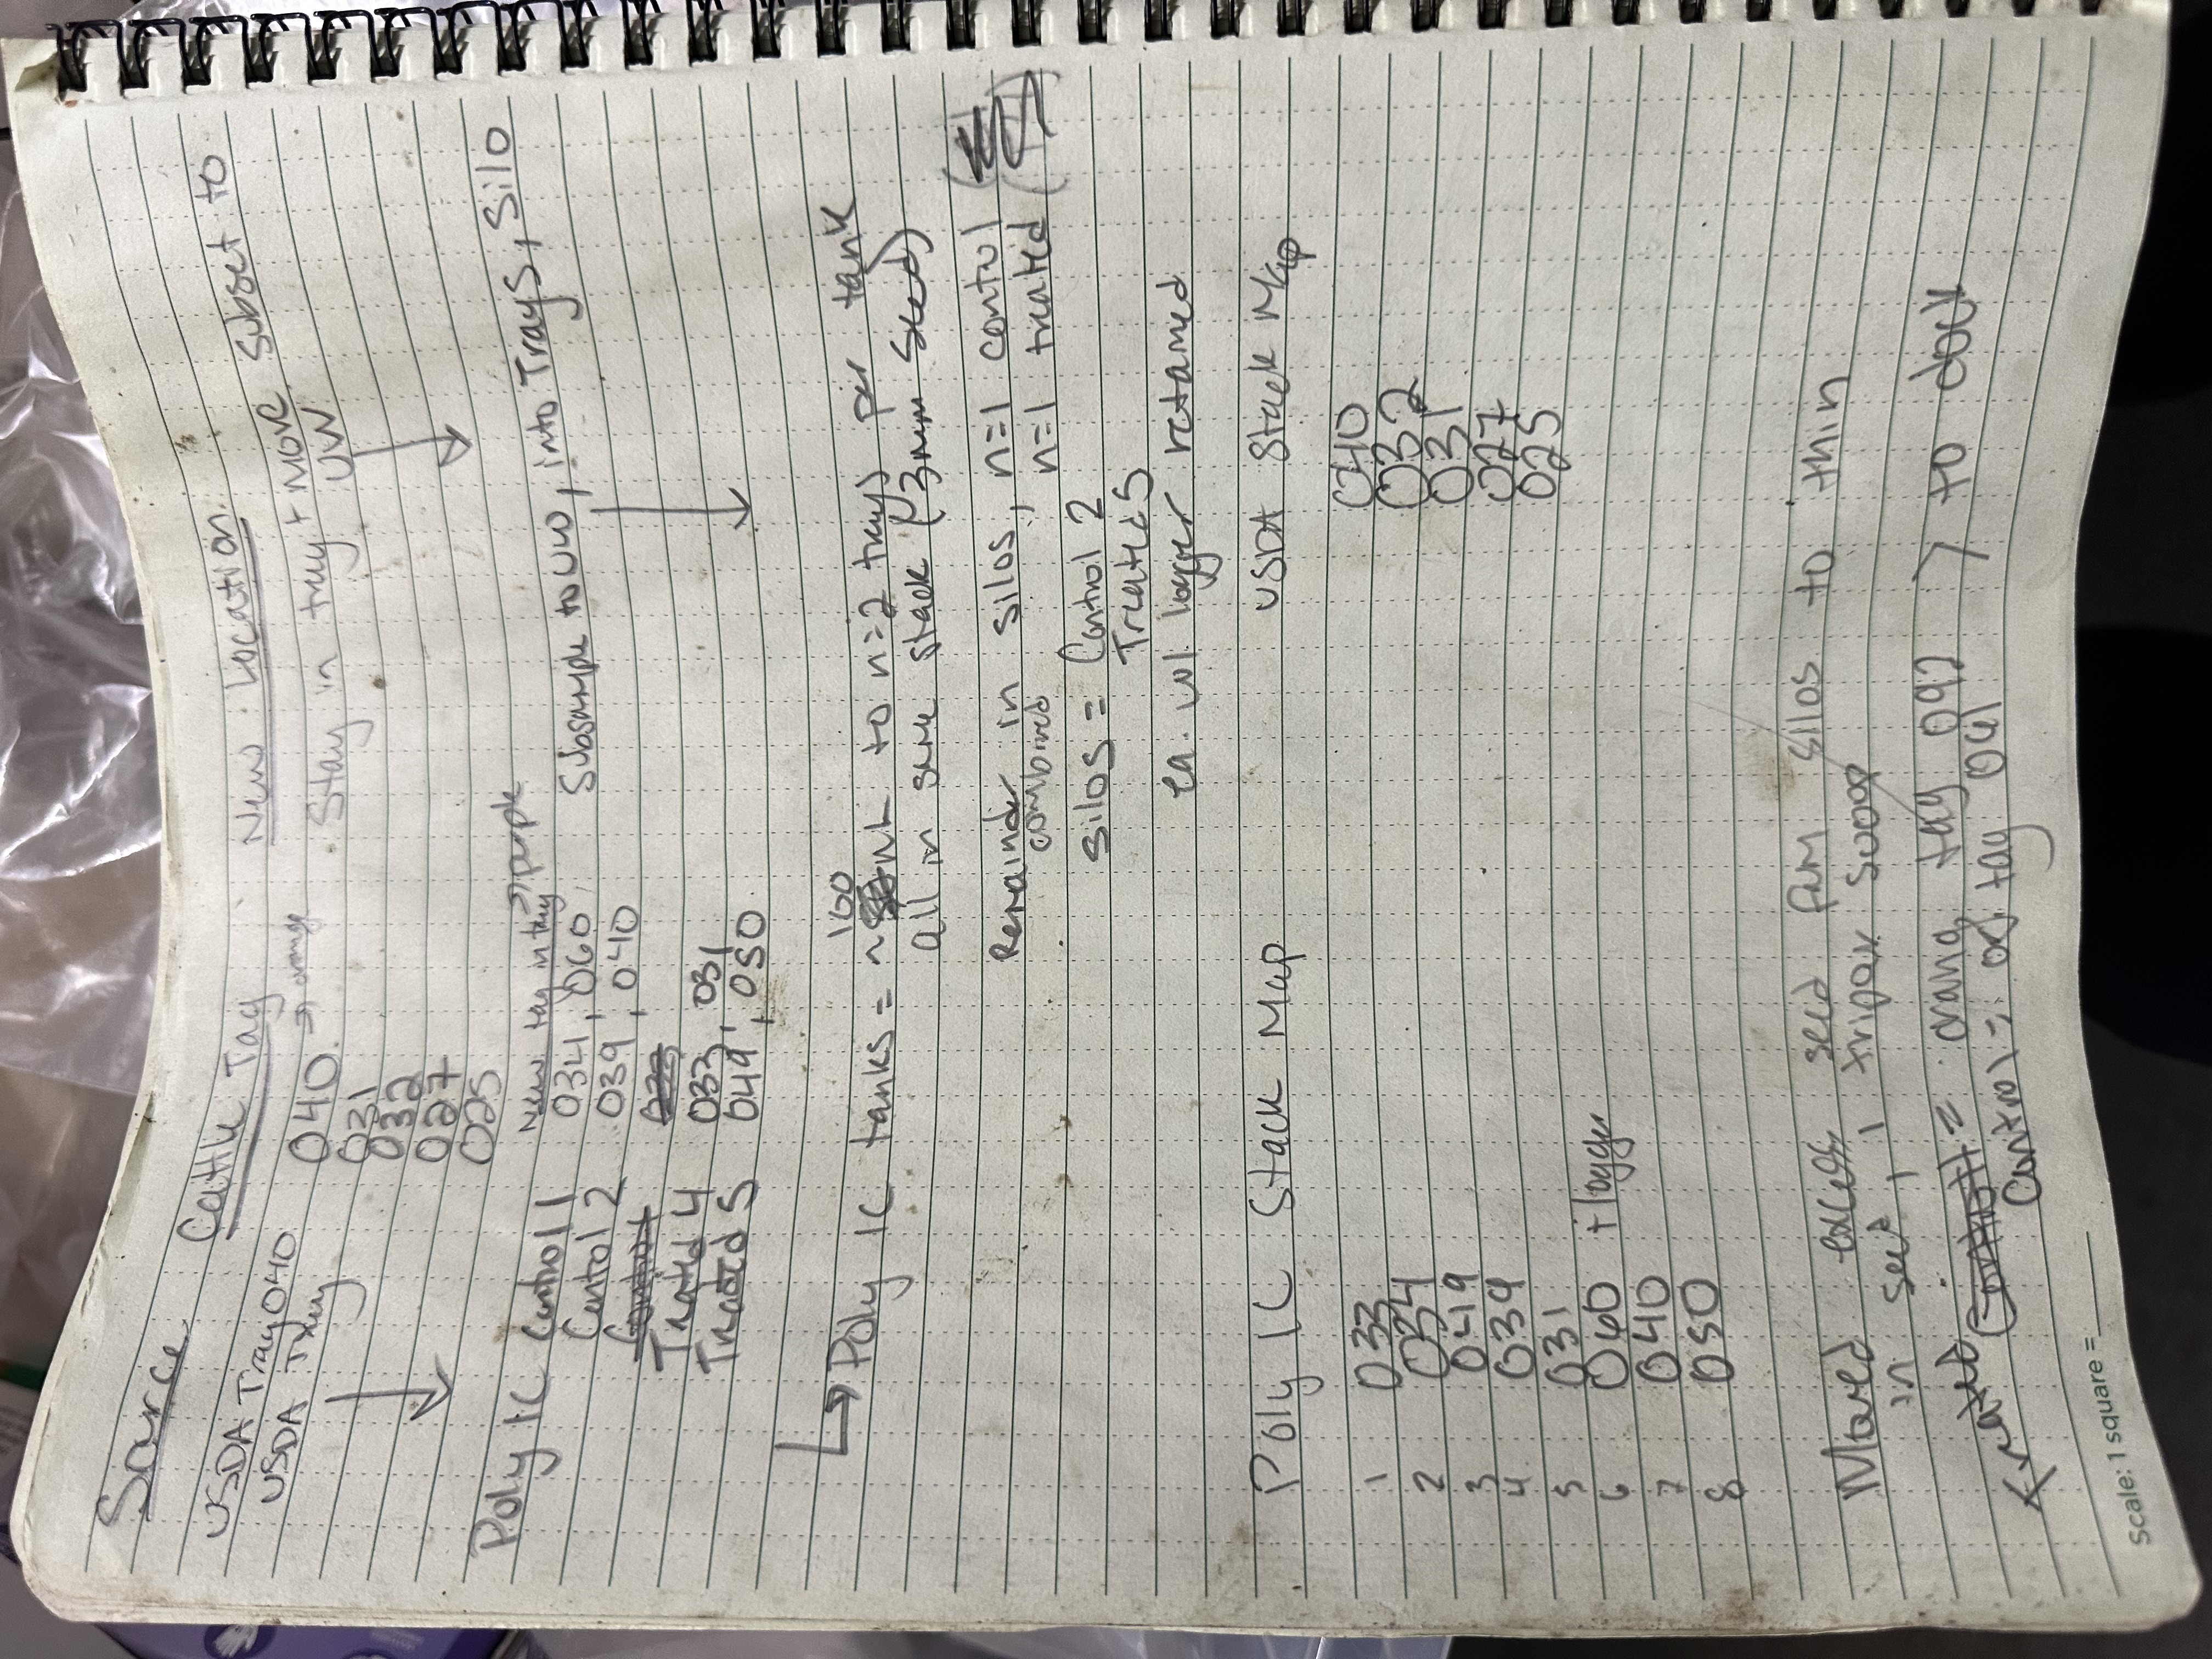 Source Cattle Tag New Location
USDA Tray 040 040 → orange Stay in tray + move subset to UW
USDA Tray 031
032
027
025
Poly IC New tag in tray → purple
Control 1 034, 060 Subsample to UW, into Trays, Silo
Control 2 039, 040
Control 033
Treated 4 033, 031
Treated 5 049, 050
Poly IC tanks = ~100 mL to n=2 trays per tank
all in same stack (3mm seed)
Remainder in silos, n=1 control
combined n=1 treated
silos = Control 2
Treated 5
ea. w/ logger retained
Poly IC Stack Map USDA Stack Map
1 033 040
2 034 032
3 049 031
4 039 027
5 031 025
6 060 + logger
7 040
8 050
Moved excess seed from silos to thin
in seed, 1 tripour scoop
treated Control = orang tag 092 > to dock
Control = og tag 061
Scale: 1 square =